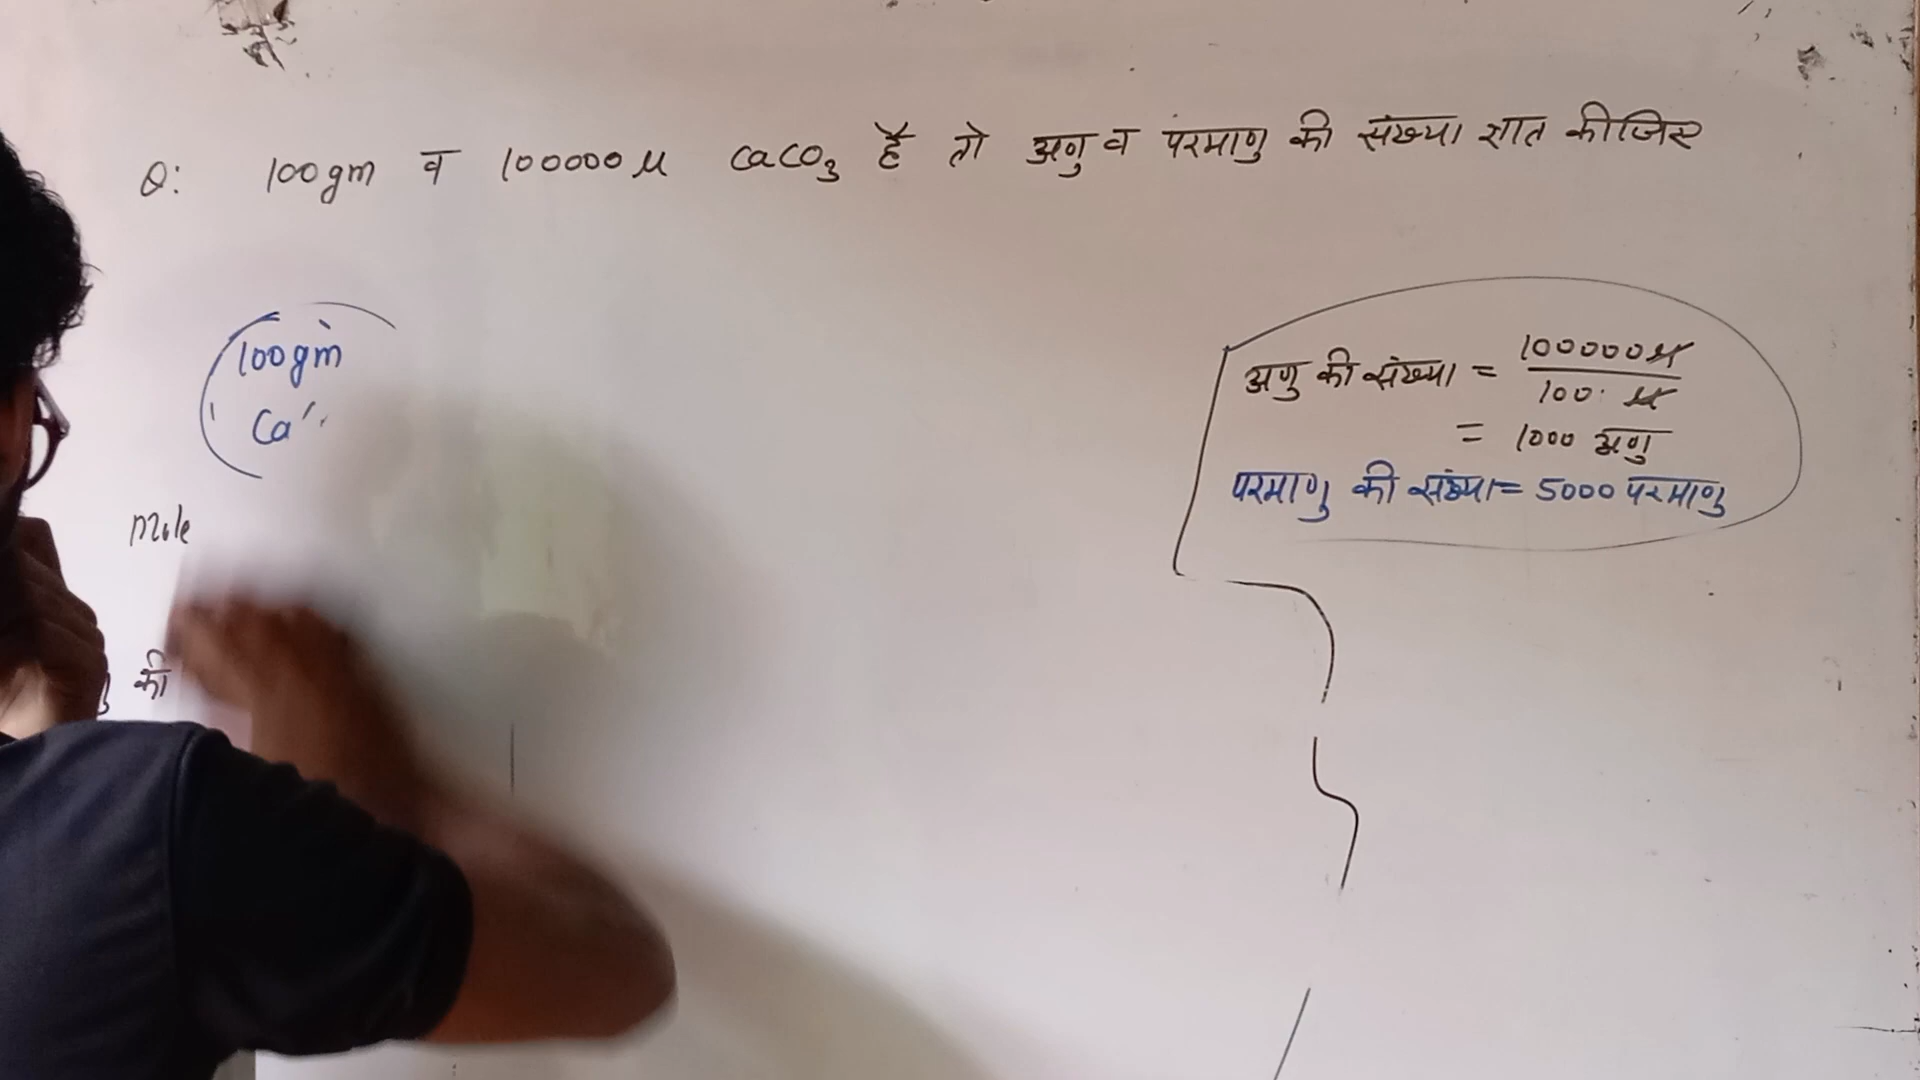 Q: 100gm व 100000 u CaCO₃ है तो अणु व परमाणु की संख्या ज्ञात कीजिए
100gm
Ca
mole
की
अणु की संख्या = 100000u / 100 u
= 1000 अणु
परमाणु की संख्या = 5000 परमाणु